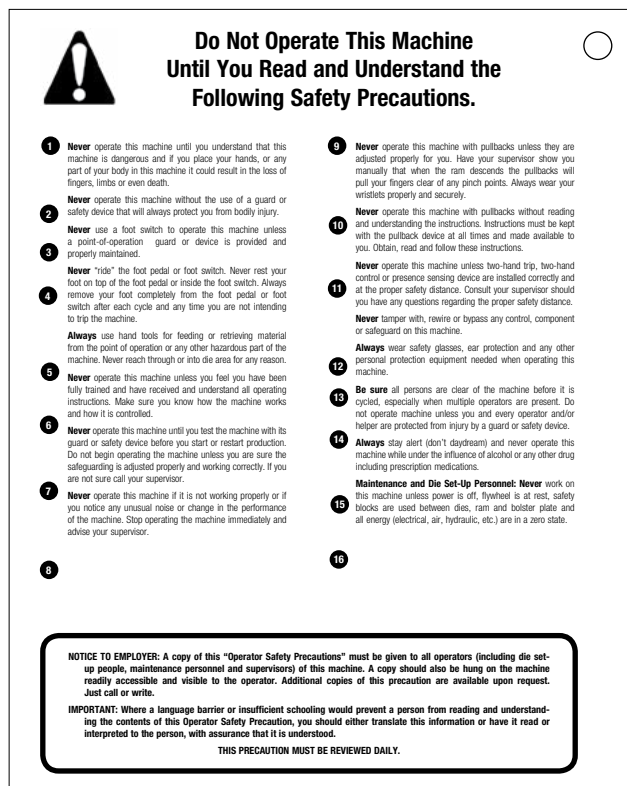 Do Not Operate This Machine
Until You Read and Understand the
Following Safety Precautions.
1 Never operate this machine until you understand that this
machine is dangerous and if you place your hands, or any
part of your body in this machine it could result in the loss of
fingers, limbs or even death.
2 Never operate this machine without the use of a guard or
safety device that will always protect you from bodily injury.
3 Never use a foot switch to operate this machine unless
a point-of-operation guard or device is provided and
properly maintained.
4 Never “ride” the foot pedal or foot switch. Never rest your
foot on top of the foot pedal or inside the foot switch. Always
remove your foot completely from the foot pedal or foot
switch after each cycle and any time you are not intending
to trip the machine.
5 Always use hand tools for feeding or retrieving material
from the point of operation or any other hazardous part of the
machine. Never reach through or into die area for any reason.
6 Never operate this machine unless you feel you have been
fully trained and have received and understand all operating
instructions. Make sure you know how the machine works
and how it is controlled.
7 Never operate this machine until you test the machine with its
guard or safety device before you start or restart production.
Do not begin operating the machine unless you are sure the
safeguarding is adjusted properly and working correctly. If you
are not sure call your supervisor.
8 Never operate this machine if it is not working properly or if
you notice any unusual noise or change in the performance
of the machine. Stop operating the machine immediately and
advise your supervisor.
9 Never operate this machine with pullbacks unless they are
adjusted properly for you. Have your supervisor show you
manually that when the ram descends the pullbacks will
pull your fingers clear of any pinch points. Always wear your
wristlets properly and securely.
10 Never operate this machine with pullbacks without reading
and understanding the instructions. Instructions must be kept
with the pullback device at all times and made available to
you. Obtain, read and follow these instructions.
11 Never operate this machine unless two-hand trip, two-hand
control or presence sensing device are installed correctly and
at the proper safety distance. Consult your supervisor should
you have any questions regarding the proper safety distance.
12 Never tamper with, rewire or bypass any control, component
or safeguard on this machine.
13 Always wear safety glasses, ear protection and any other
personal protection equipment needed when operating this
machine.
14 Be sure all persons are clear of the machine before it is
cycled, especially when multiple operators are present. Do
not operate machine unless you and every operator and/or
helper are protected from injury by a guard or safety device.
15 Always stay alert (don’t daydream) and never operate this
machine while under the influence of alcohol or any other drug
including prescription medications.
16 Maintenance and Die Set-Up Personnel: Never work on
this machine unless power is off, flywheel is at rest, safety
blocks are used between dies, ram and bolster plate and
all energy (electrical, air, hydraulic, etc.) are in a zero state.
NOTICE TO EMPLOYER: A copy of this “Operator Safety Precautions” must be given to all operators (including die set-
up people, maintenance personnel and supervisors) of this machine. A copy should also be hung on the machine
readily accessible and visible to the operator. Additional copies of this precaution are available upon request.
Just call or write.
IMPORTANT: Where a language barrier or insufficient schooling would prevent a person from reading and understand-
ing the contents of this Operator Safety Precaution, you should either translate this information or have it read or
interpreted to the person, with assurance that it is understood.
THIS PRECAUTION MUST BE REVIEWED DAILY.